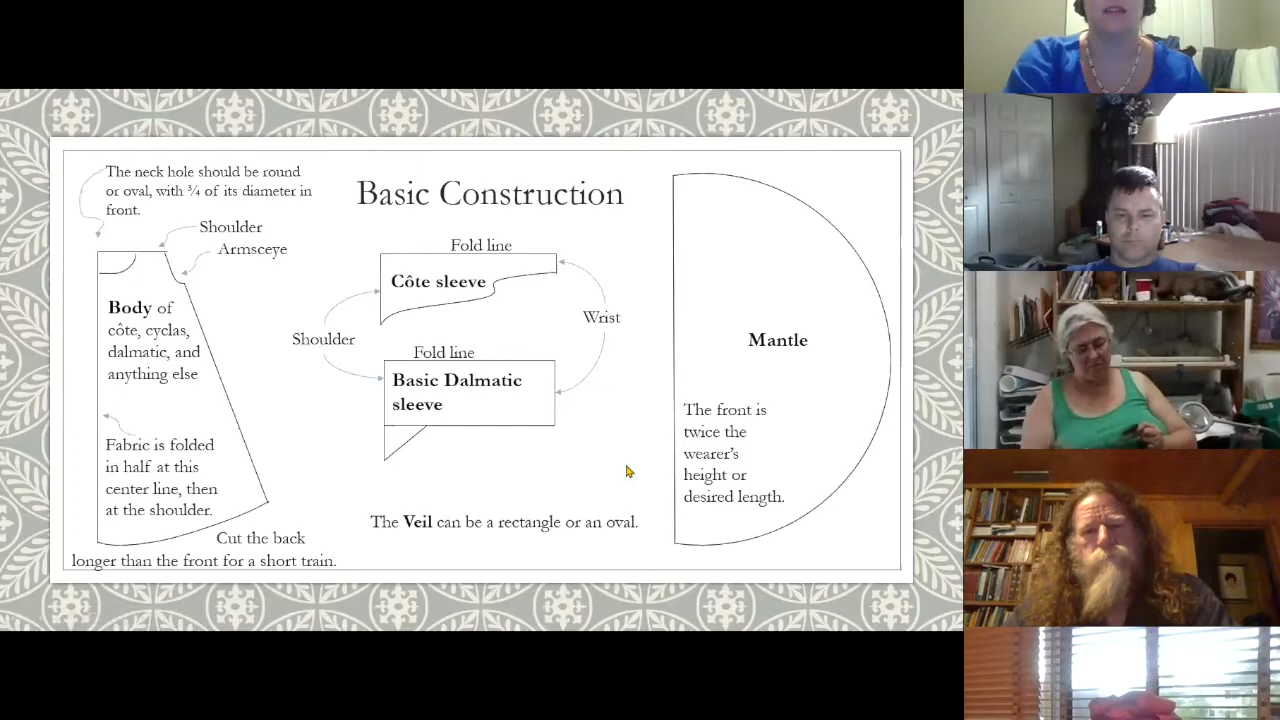 The neck hole should be round
or oval, with ¾ of its diameter in
front.
Shoulder
Armsceye
Body of
côte, cyclas,
dalmatic, and
anything else
Fabric is folded
in half at this
center line, then
at the shoulder.
Cut the back
longer than the front for a short train.
Basic Construction
Fold line
Côte sleeve
Wrist
Shoulder
Fold line
Basic Dalmatic
sleeve
The Veil can be a rectangle or an oval.
Mantle
The front is
twice the
wearer's
height or
desired length.